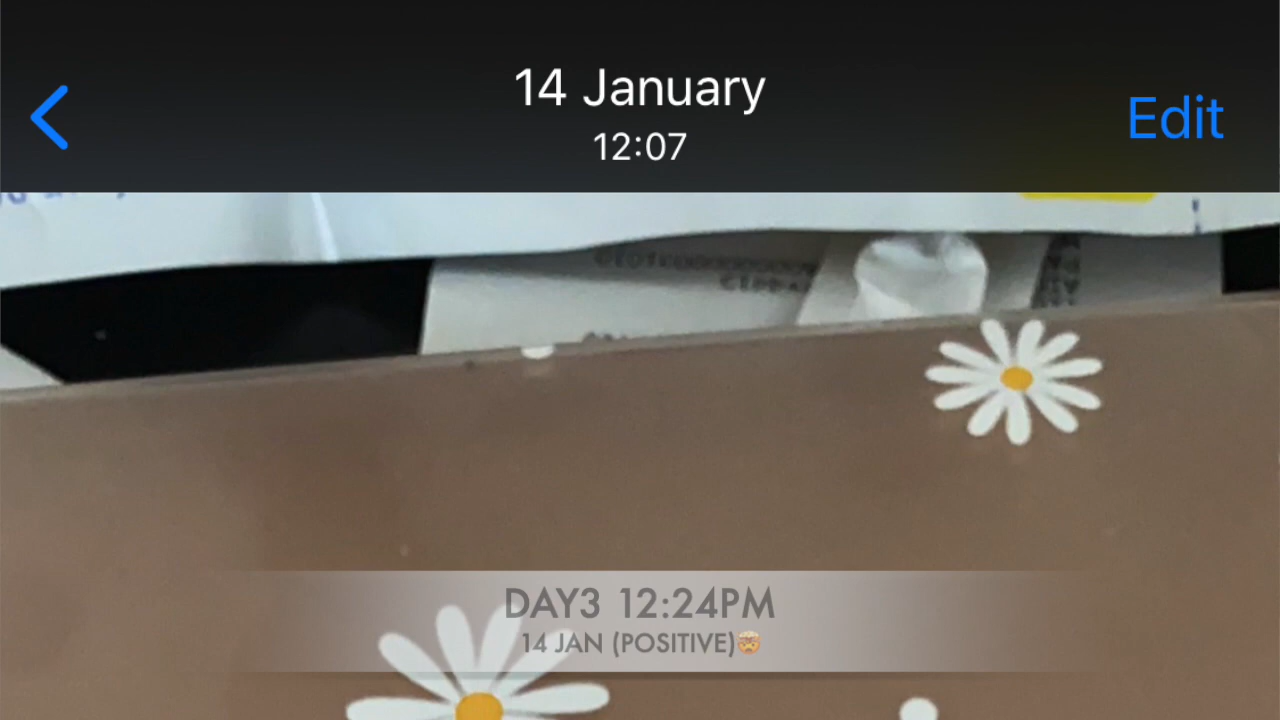 14 January
12:07
Edit
DAY3 12:24PM
14 JAN (POSITIVE)🤯